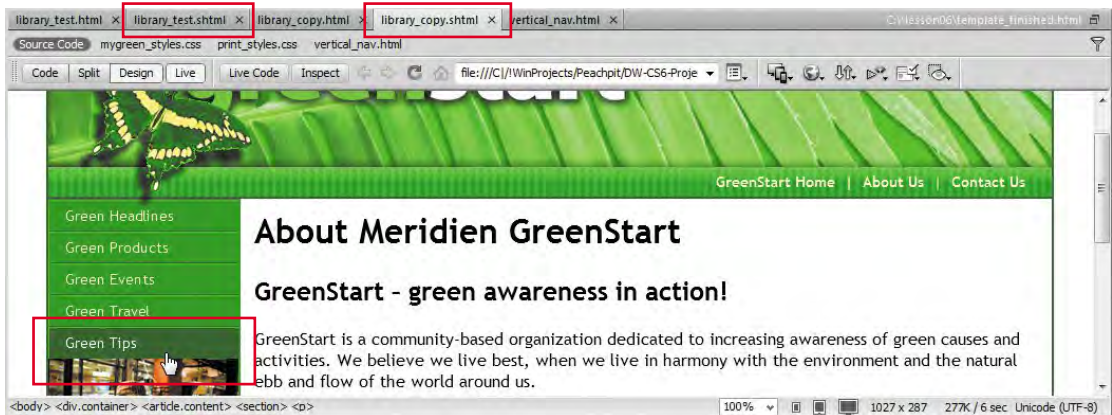 library_test.html × library_test.shtml × library_copy.html × library_copy.shtml × vertical_nav.html × C:\lesson06\template_finished.html
Source Code mygreen_styles.css print_styles.css vertical_nav.html
Code Split Design Live Live Code Inspect file:///C|/!WinProjects/Peachpit/DW-CS6-Proje
greenstart
GreenStart Home | About Us | Contact Us
Green Headlines
Green Products
Green Events
Green Travel
Green Tips
About Meridien GreenStart
GreenStart – green awareness in action!
GreenStart is a community-based organization dedicated to increasing awareness of green causes and
activities. We believe we live best, when we live in harmony with the environment and the natural
ebb and flow of the world around us.
<body> <div.container> <article.content> <section> <p> 100% 1027 x 287 277K / 6 sec Unicode (UTF-8)